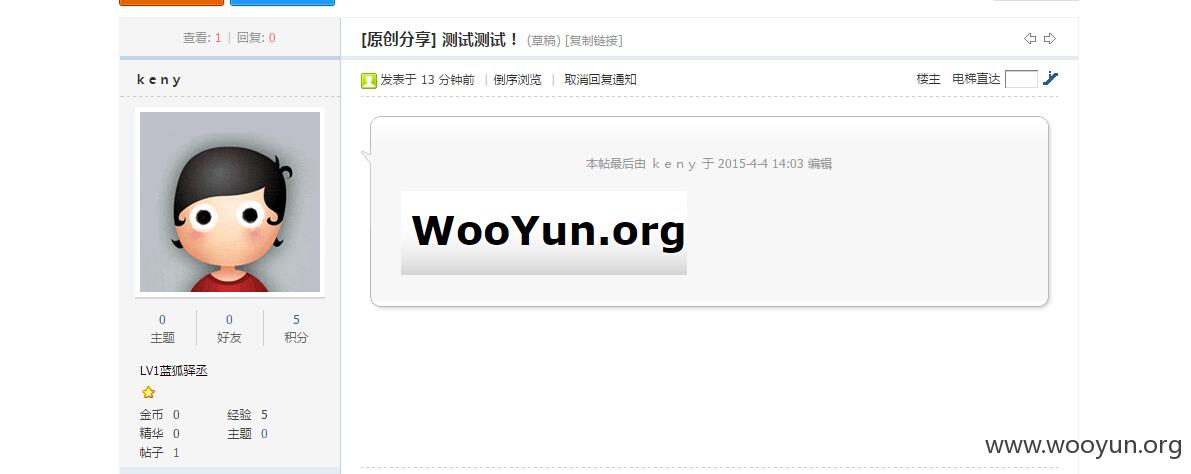 查看: 1 | 回复: 0
[原创分享] 测试测试！ (草稿) [复制链接]
k e n y
发表于 13 分钟前 | 倒序浏览 | 取消回复通知
楼主 电梯直达
本帖最后由 k e n y 于 2015-4-4 14:03 编辑
WooYun.org
0 0 5
主题 好友 积分
LV1蓝狐驿丞
金币 0 经验 5
精华 0 主题 0
帖子 1
www.wooyun.org